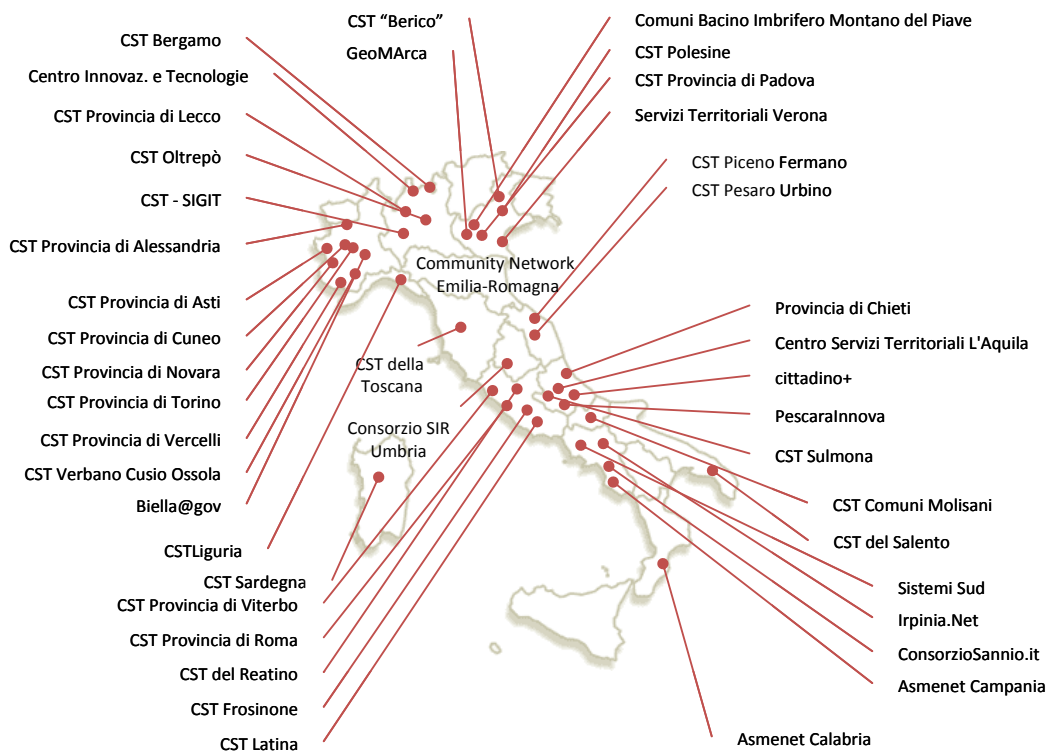 CST "Berico"
GeoMArca
CST Bergamo
Centro Innovaz. e Tecnologie
CST Provincia di Lecco
CST Oltrepò
CST - SIGIT
CST Provincia di Alessandria
CST Provincia di Asti
CST Provincia di Cuneo
CST Provincia di Novara
CST Provincia di Torino
CST Provincia di Vercelli
CST Verbano Cusio Ossola
Biella@gov
CSTLiguria
CST Sardegna
CST Provincia di Viterbo
CST Provincia di Roma
CST del Reatino
CST Frosinone
CST Latina
Community Network
Emilia-Romagna
CST della
Toscana
Consorzio SIR
Umbria
Comuni Bacino Imbrifero Montano del Piave
CST Polesine
CST Provincia di Padova
Servizi Territoriali Verona
CST Piceno Fermano
CST Pesaro Urbino
Provincia di Chieti
Centro Servizi Territoriali L'Aquila
cittadino+
PescaraInnova
CST Sulmona
CST Comuni Molisani
CST del Salento
Sistemi Sud
Irpinia.Net
ConsorzioSannio.it
Asmenet Campania
Asmenet Calabria